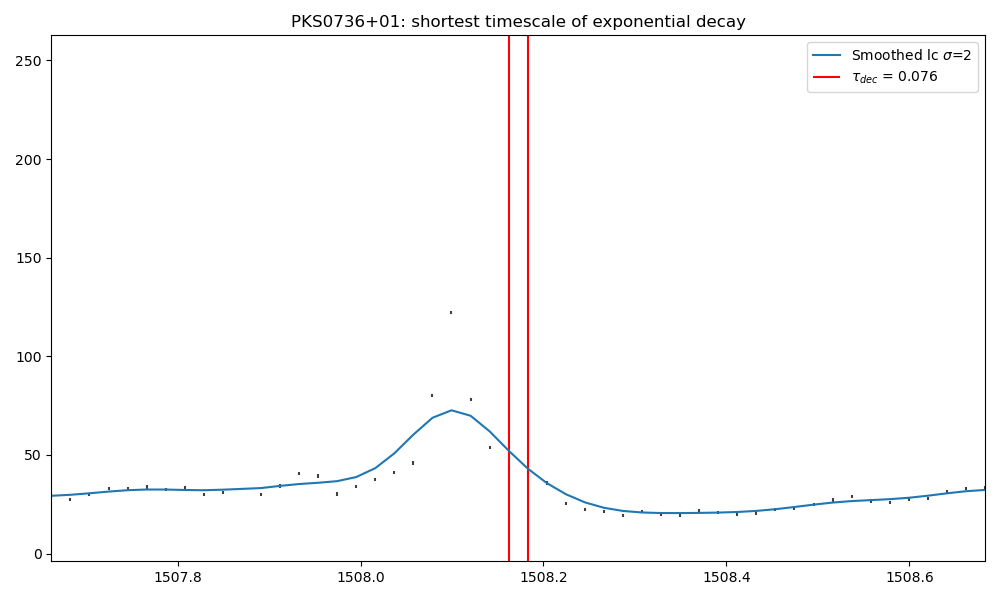 PKS0736+01: shortest timescale of exponential decay
Smoothed lc σ=2
τdec = 0.076
250
200
150
100
50
0
1507.8 1508.0 1508.2 1508.4 1508.6